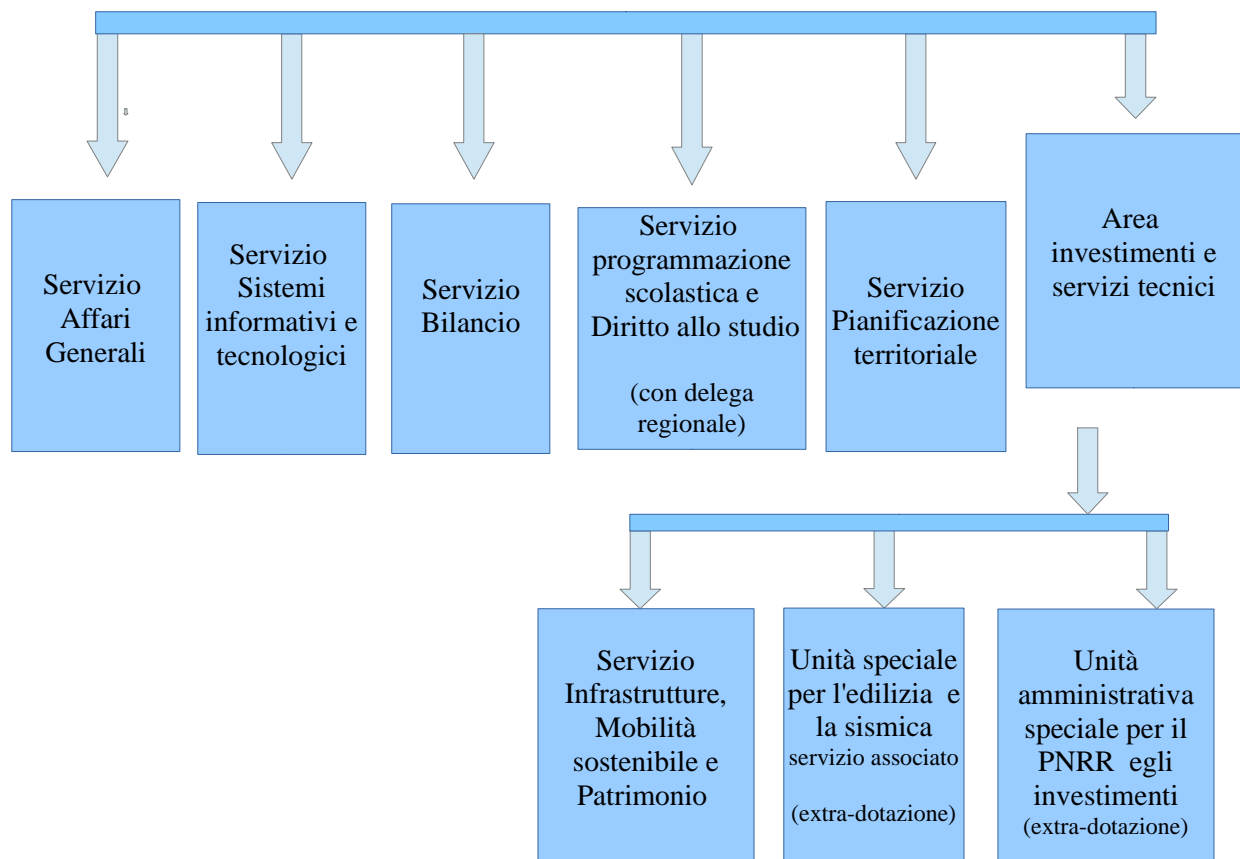 Servizio
Affari
Generali
Servizio
Sistemi
informativi e
tecnologici
Servizio
Bilancio
Servizio
programmazione
scolastica e
Diritto allo studio
(con delega
regionale)
Servizio
Pianificazione
territoriale
Area
investimenti e
servizi tecnici
Servizio
Infrastrutture,
Mobilità
sostenibile e
Patrimonio
Unità speciale
per l'edilizia e
la sismica
servizio associato
(extra-dotazione)
Unità
amministrativa
speciale per il
PNRR egli
investimenti
(extra-dotazione)